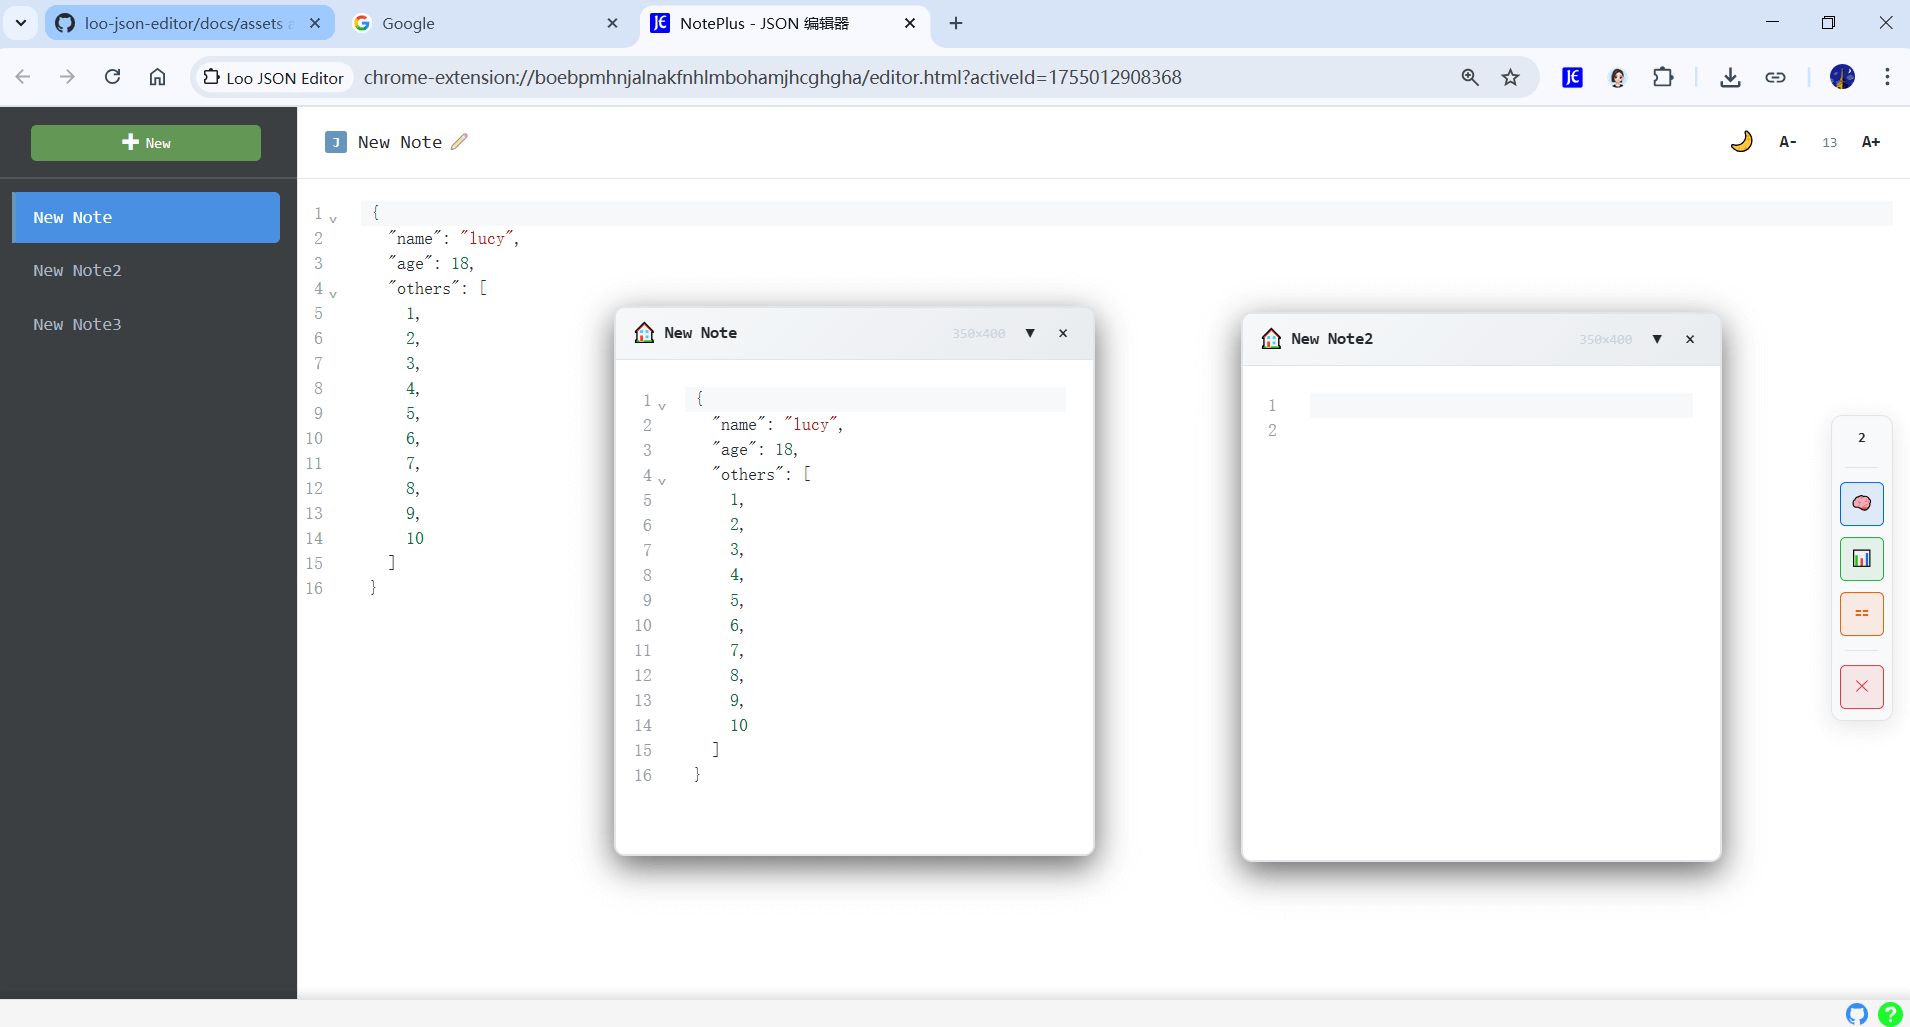 loo-json-editor/docs/assets a
Google
NotePlus - JSON 编辑器
Loo JSON Editor
chrome-extension://boebpmhnjalnakfnhlmbohamjhcghgha/editor.html?activeId=1755012908368
New
New Note
New Note2
New Note3
J
New Note
A-
13
A+
1 {
2 "name": "lucy",
3 "age": 18,
4 "others": [
5 1,
6 2,
7 3,
8 4,
9 5,
10 6,
11 7,
12 8,
13 9,
14 10
15 ]
16 }
New Note
350x400
1 {
2 "name": "lucy",
3 "age": 18,
4 "others": [
5 1,
6 2,
7 3,
8 4,
9 5,
10 6,
11 7,
12 8,
13 9,
14 10
15 ]
16 }
New Note2
350x400
1
2
2
==
?